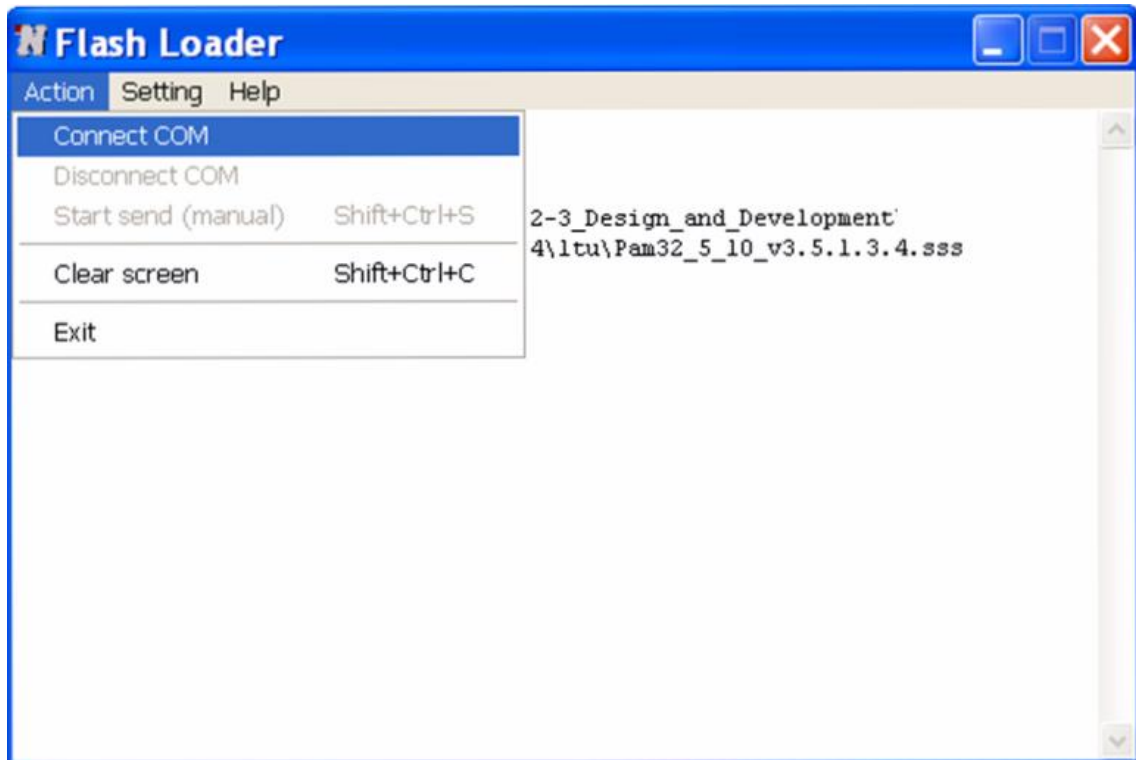 Flash Loader
Action Setting Help
Connect COM
Disconnect COM
Start send (manual) Shift+Ctrl+S
2-3_Design_and_Development
4\ltu\Pam32_5_10_v3.5.1.3.4.sss
Clear screen Shift+Ctrl+C
Exit